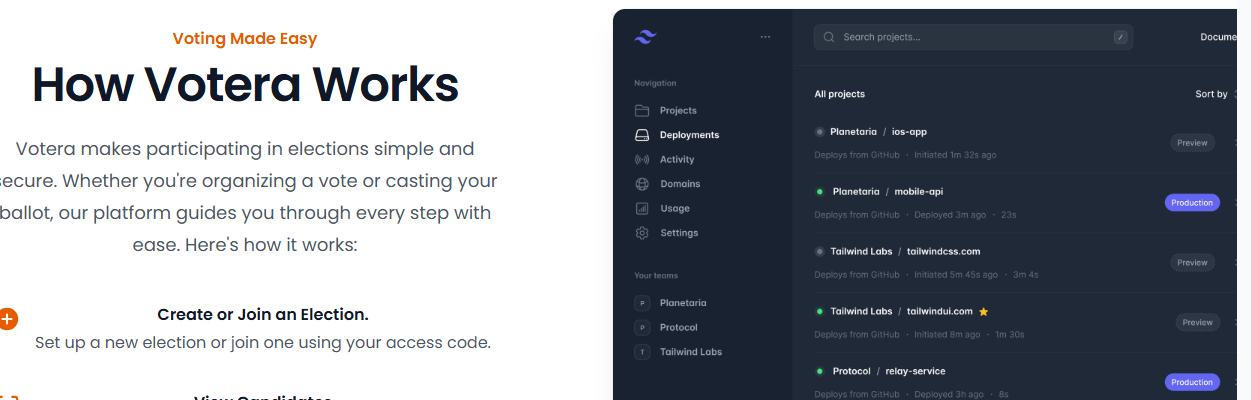 Voting Made Easy
How Votera Works
Votera makes participating in elections simple and
secure. Whether you're organizing a vote or casting your
ballot, our platform guides you through every step with
ease. Here's how it works:
Create or Join an Election.
Set up a new election or join one using your access code.
View Candidates.
Navigation
Projects
Deployments
Activity
Domains
Usage
Settings
Your teams
P Planetaria
P Protocol
T Tailwind Labs
Search projects... /
Docume
All projects
Sort by
Planetaria / ios-app
Deploys from GitHub · Initiated 1m 32s ago
Preview
Planetaria / mobile-api
Deploys from GitHub · Deployed 3m ago · 23s
Production
Tailwind Labs / tailwindcss.com
Deploys from GitHub · Initiated 5m 45s ago · 3m 4s
Preview
Tailwind Labs / tailwindui.com
Deploys from GitHub · Initiated 8m ago · 1m 30s
Preview
Protocol / relay-service
Deploys from GitHub · Deployed 3h ago · 8s
Production